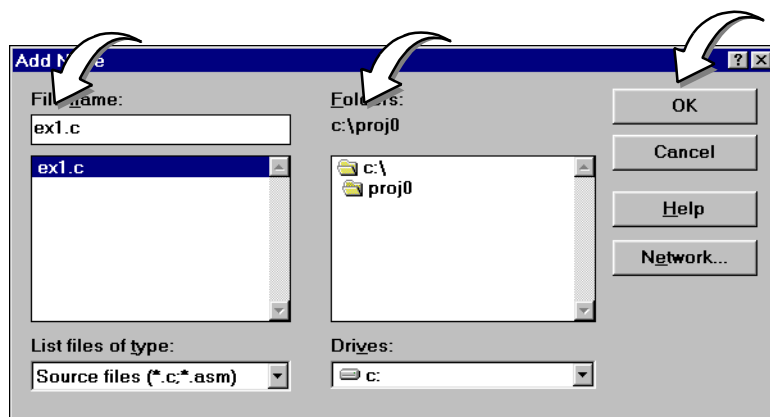 Add N e
? ×
File name:
ex1.c
ex1.c
Folders:
c:\proj0
c:\
proj0
OK
Cancel
Help
Network...
List files of type:
Source files (*.c;*.asm)
Drives:
c: